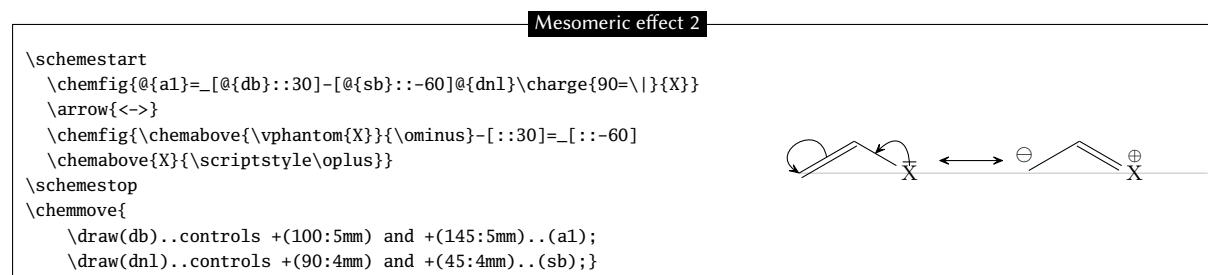 Mesomeric effect 2
\schemestart
\chemfig{@{a1}=_[@{db}::30]-[@{sb}::-60]@{dnl}\charge{90=\|}{X}}
\arrow{<->}
\chemfig{\chemabove{\vphantom{X}}{\ominus}-[::30]=_[::-60]
\chemabove{X}{\scriptstyle\oplus}}
\schemestop
\chemmove{
\draw(db)..controls +(100:5mm) and +(145:5mm)..(a1);
\draw(dnl)..controls +(90:4mm) and +(45:4mm)..(sb);}
X ⊖ X ⊕